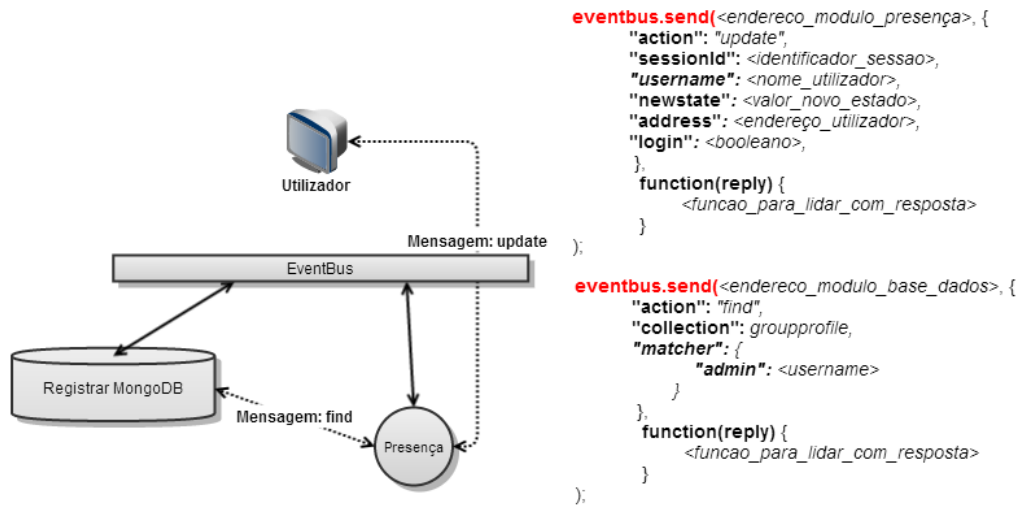 Utilizador
Mensagem: update
EventBus
Registrar MongoDB
Mensagem: find
Presença
eventbus.send(<endereco_modulo_presença>, {
"action": "update",
"sessionId": <identificador_sessao>,
"username": <nome_utilizador>,
"newstate": <valor_novo_estado>,
"address": <endereço_utilizador>,
"login": <booleano>,
},
function(reply) {
<funcao_para_lidar_com_resposta>
}
);
eventbus.send(<endereco_modulo_base_dados>, {
"action": "find",
"collection": groupprofile,
"matcher": {
"admin": <username>
}
},
function(reply) {
<funcao_para_lidar_com_resposta>
}
);